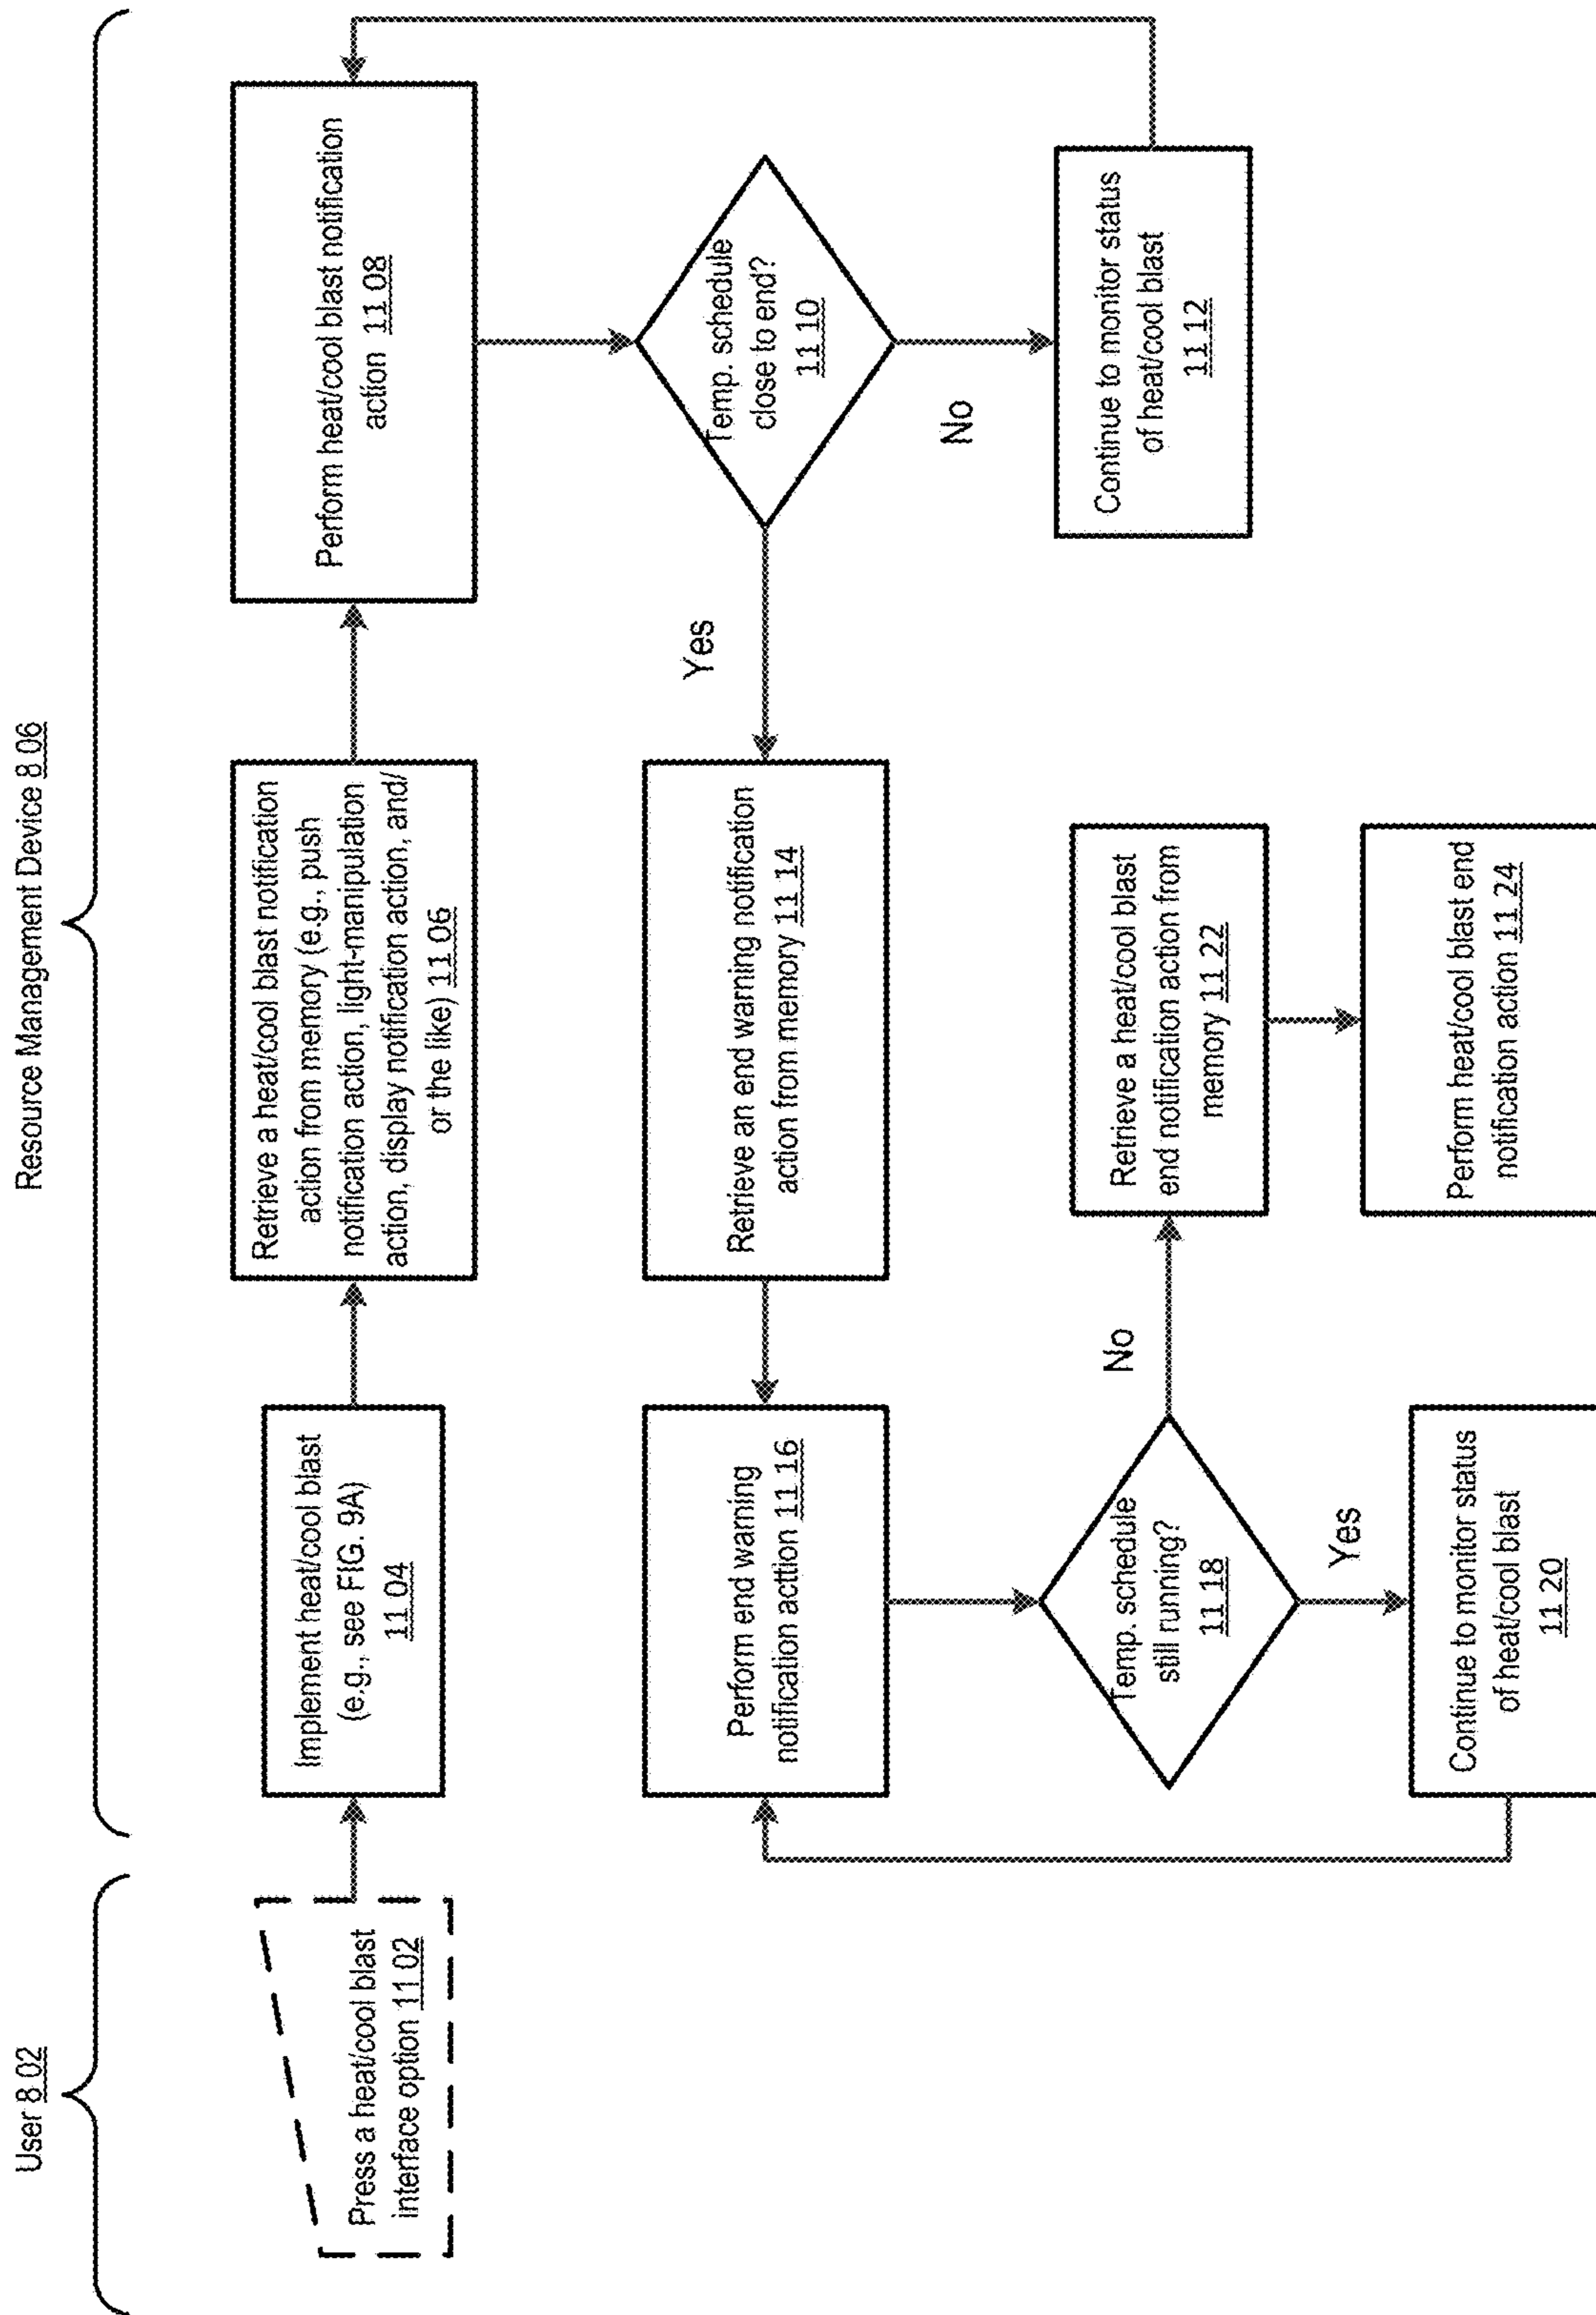 User 8 02
Resource Management Device 8 06
Press a heat/cool blast
interface option 11 02
Implement heat/cool blast
(e.g., see FIG. 9A)
11 04
Retrieve a heat/cool blast notification
action from memory (e.g., push
notification action, light-manipulation
action, display notification action, and/
or the like) 11 06
Perform heat/cool blast notification
action 11 08
Temp. schedule
close to end?
11 10
Yes
No
Continue to monitor status
of heat/cool blast
11 12
Retrieve an end warning notification
action from memory 11 14
Perform end warning
notification action 11 16
Temp. schedule
still running?
11 18
No
Yes
Continue to monitor status
of heat/cool blast
11 20
Retrieve a heat/cool blast
end notification action from
memory 11 22
Perform heat/cool blast end
notification action 11 24